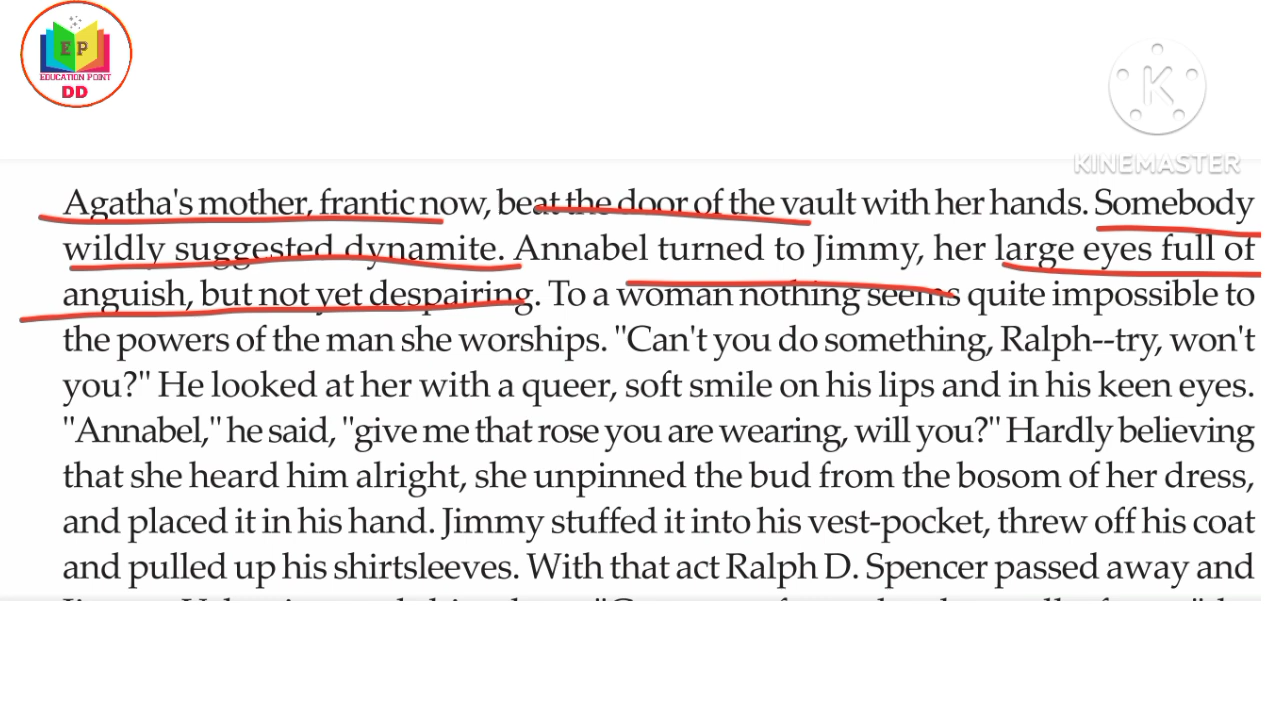 EP
EDUCATION POINT
DD
K
KINEMASTER
Agatha's mother, frantic now, beat the door of the vault with her hands. Somebody
wildly suggested dynamite. Annabel turned to Jimmy, her large eyes full of
anguish, but not yet despairing. To a woman nothing seems quite impossible to
the powers of the man she worships. "Can't you do something, Ralph--try, won't
you?" He looked at her with a queer, soft smile on his lips and in his keen eyes.
"Annabel," he said, "give me that rose you are wearing, will you?" Hardly believing
that she heard him alright, she unpinned the bud from the bosom of her dress,
and placed it in his hand. Jimmy stuffed it into his vest-pocket, threw off his coat
and pulled up his shirtsleeves. With that act Ralph D. Spencer passed away and